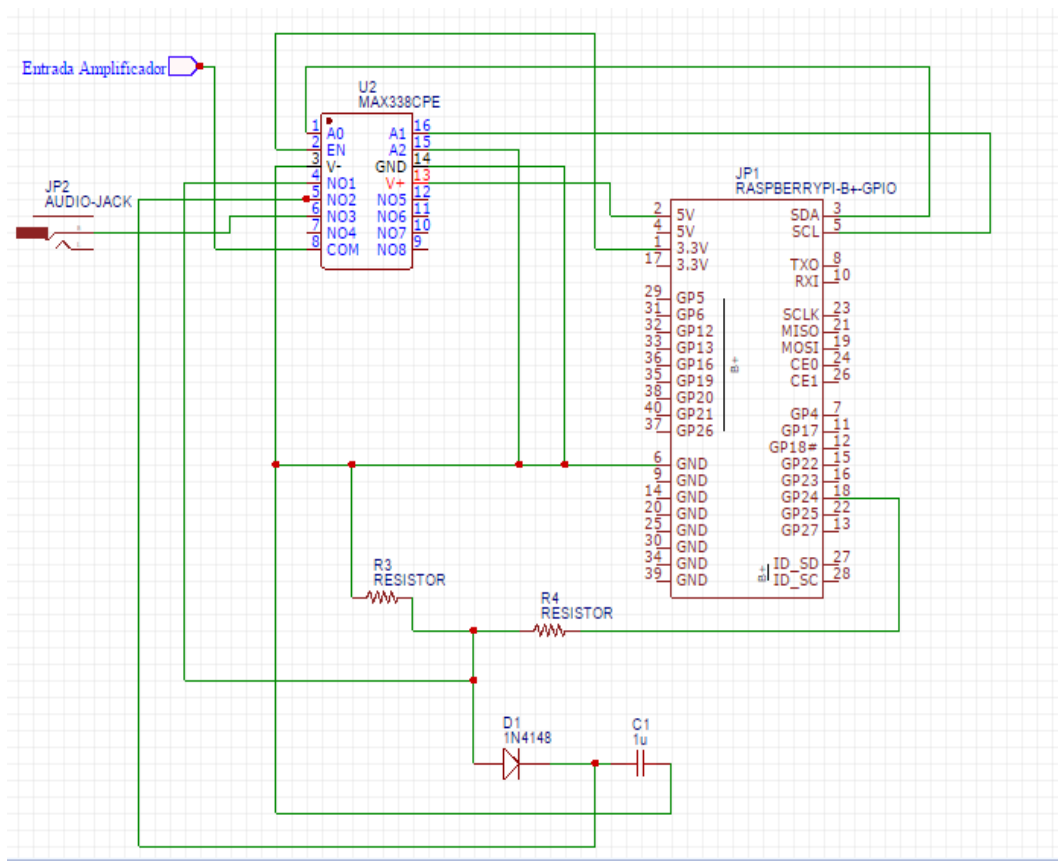 Entrada Amplificador
U2
MAX338CPE
1 A0 A1 16
2 EN A2 15
3 V- GND 14
4 NO1 V+ 13
5 NO2 NO5 12
6 NO3 NO6 11
7 NO4 NO7 10
8 COM NO8 9
JP2
AUDIO-JACK
JP1
RASPBERRYPI-B+-GPIO
2 5V SDA 3
4 5V SCL 5
1 3.3V
17 3.3V TXO 8
RXI 10
29 GP5
31 GP6 SCLK 23
32 GP12 MISO 21
33 GP13 MOSI 19
36 GP16 CE0 24
35 GP19 CE1 26
38 GP20
40 GP21 GP4 7
37 GP26 GP17 11
GP18# 12
6 GND GP22 15
9 GND GP23 16
14 GND GP24 18
20 GND GP25 22
25 GND GP27 13
30 GND
34 GND ID_SD 27
39 GND ID_SC 28
B+
B+
R3
RESISTOR
R4
RESISTOR
D1
1N4148
C1
1u